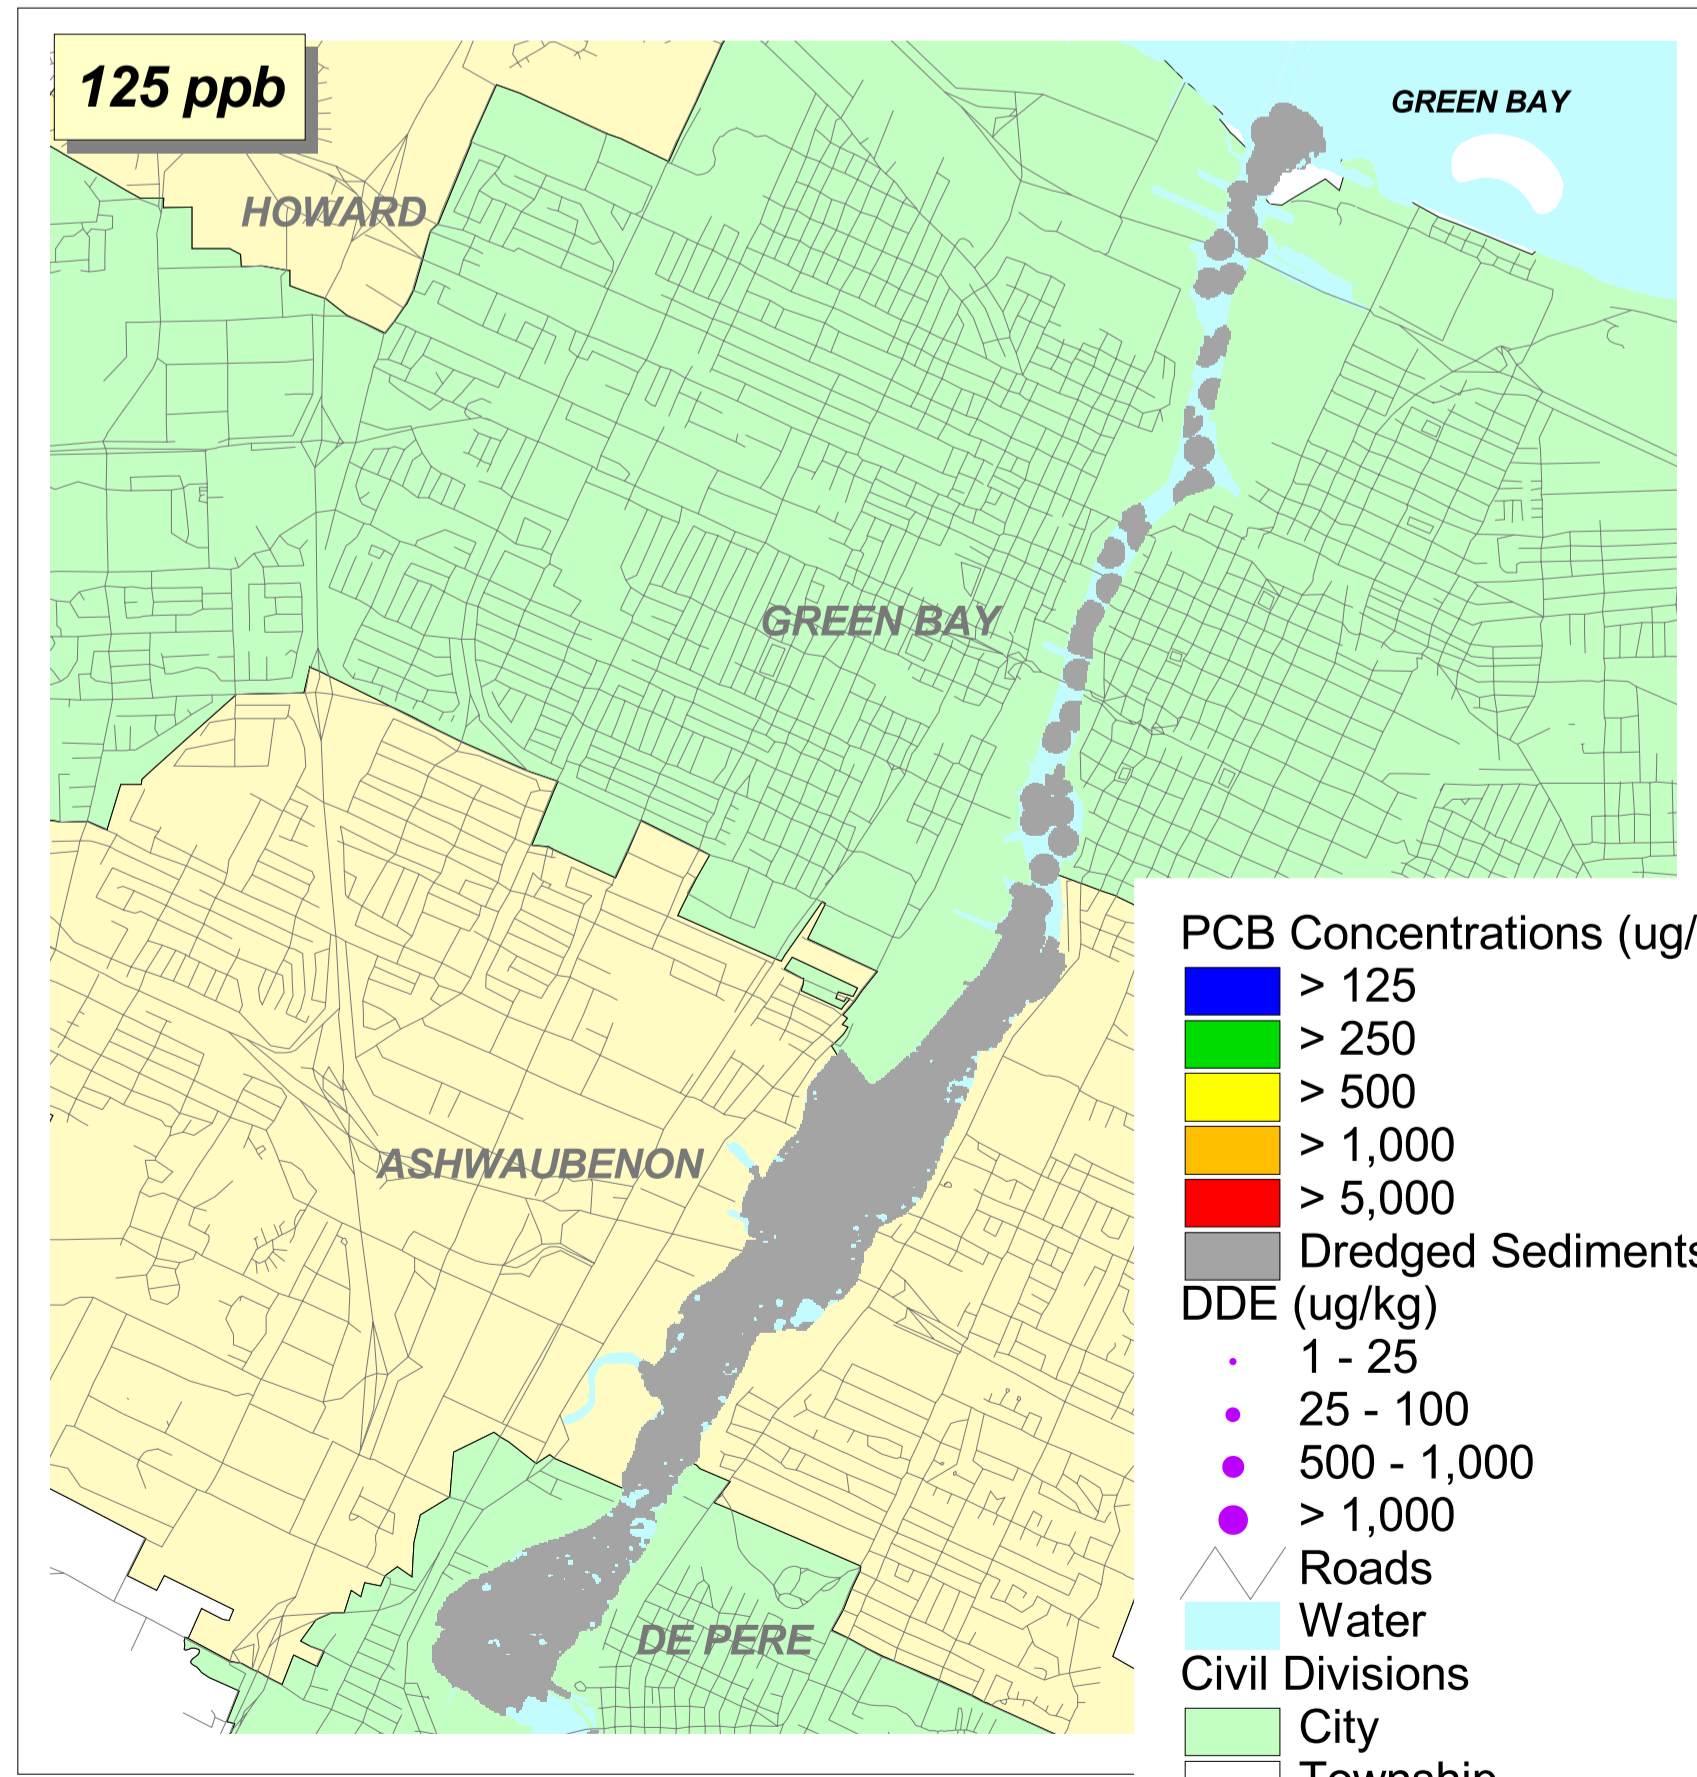 125 ppb
GREEN BAY
HOWARD
GREEN BAY
ASHWAUBENON
DE PERE
PCB Concentrations (ug/
> 125
> 250
> 500
> 1,000
> 5,000
Dredged Sediments
DDE (ug/kg)
1 - 25
25 - 100
500 - 1,000
> 1,000
Roads
Water
Civil Divisions
City
Township